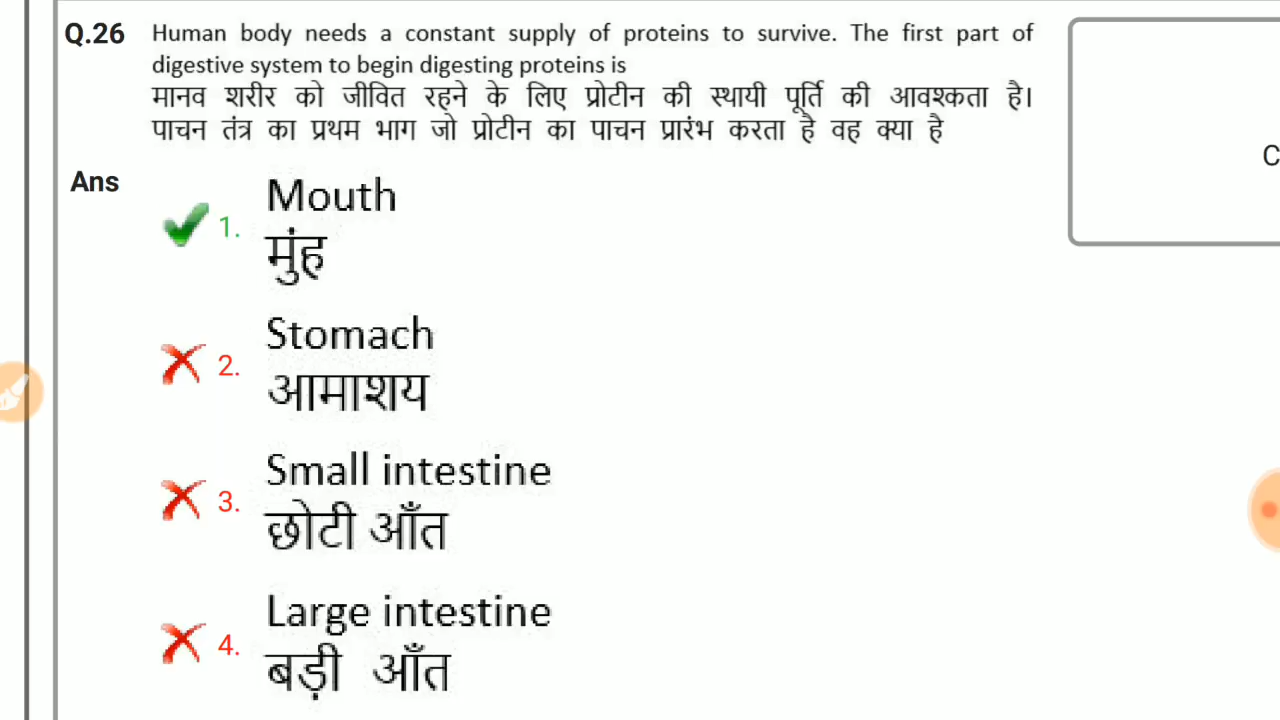 Q.26 Human body needs a constant supply of proteins to survive. The first part of
digestive system to begin digesting proteins is
मानव शरीर को जीवित रहने के लिए प्रोटीन की स्थायी पूर्ति की आवश्कता है।
पाचन तंत्र का प्रथम भाग जो प्रोटीन का पाचन प्रारंभ करता है वह क्या है
Ans
1. Mouth
मुंह
2. Stomach
आमाशय
3. Small intestine
छोटी आँत
4. Large intestine
बड़ी आँत
C